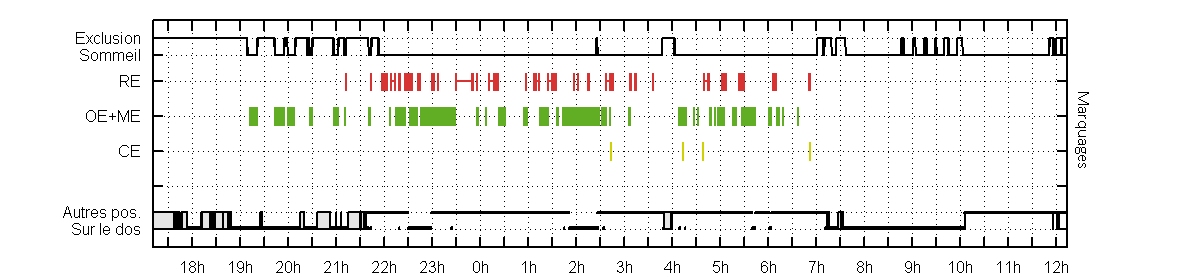 Exclusion
Sommeil
RE
OE+ME
CE
Autres pos.
Sur le dos
Marquages
18h 19h 20h 21h 22h 23h 0h 1h 2h 3h 4h 5h 6h 7h 8h 9h 10h 11h 12h